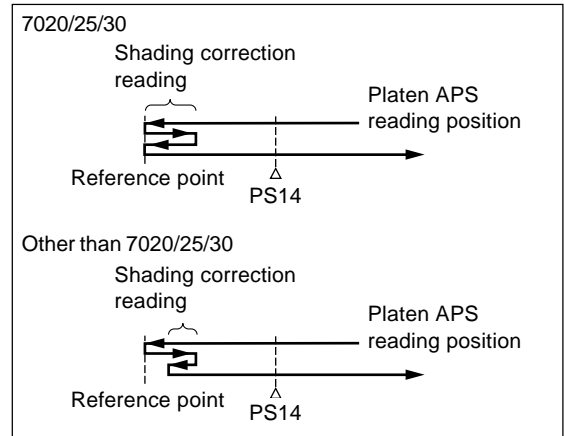 7020/25/30
Shading correction
reading
Platen APS
reading position
Reference point
PS14
Other than 7020/25/30
Shading correction
reading
Platen APS
reading position
Reference point
PS14